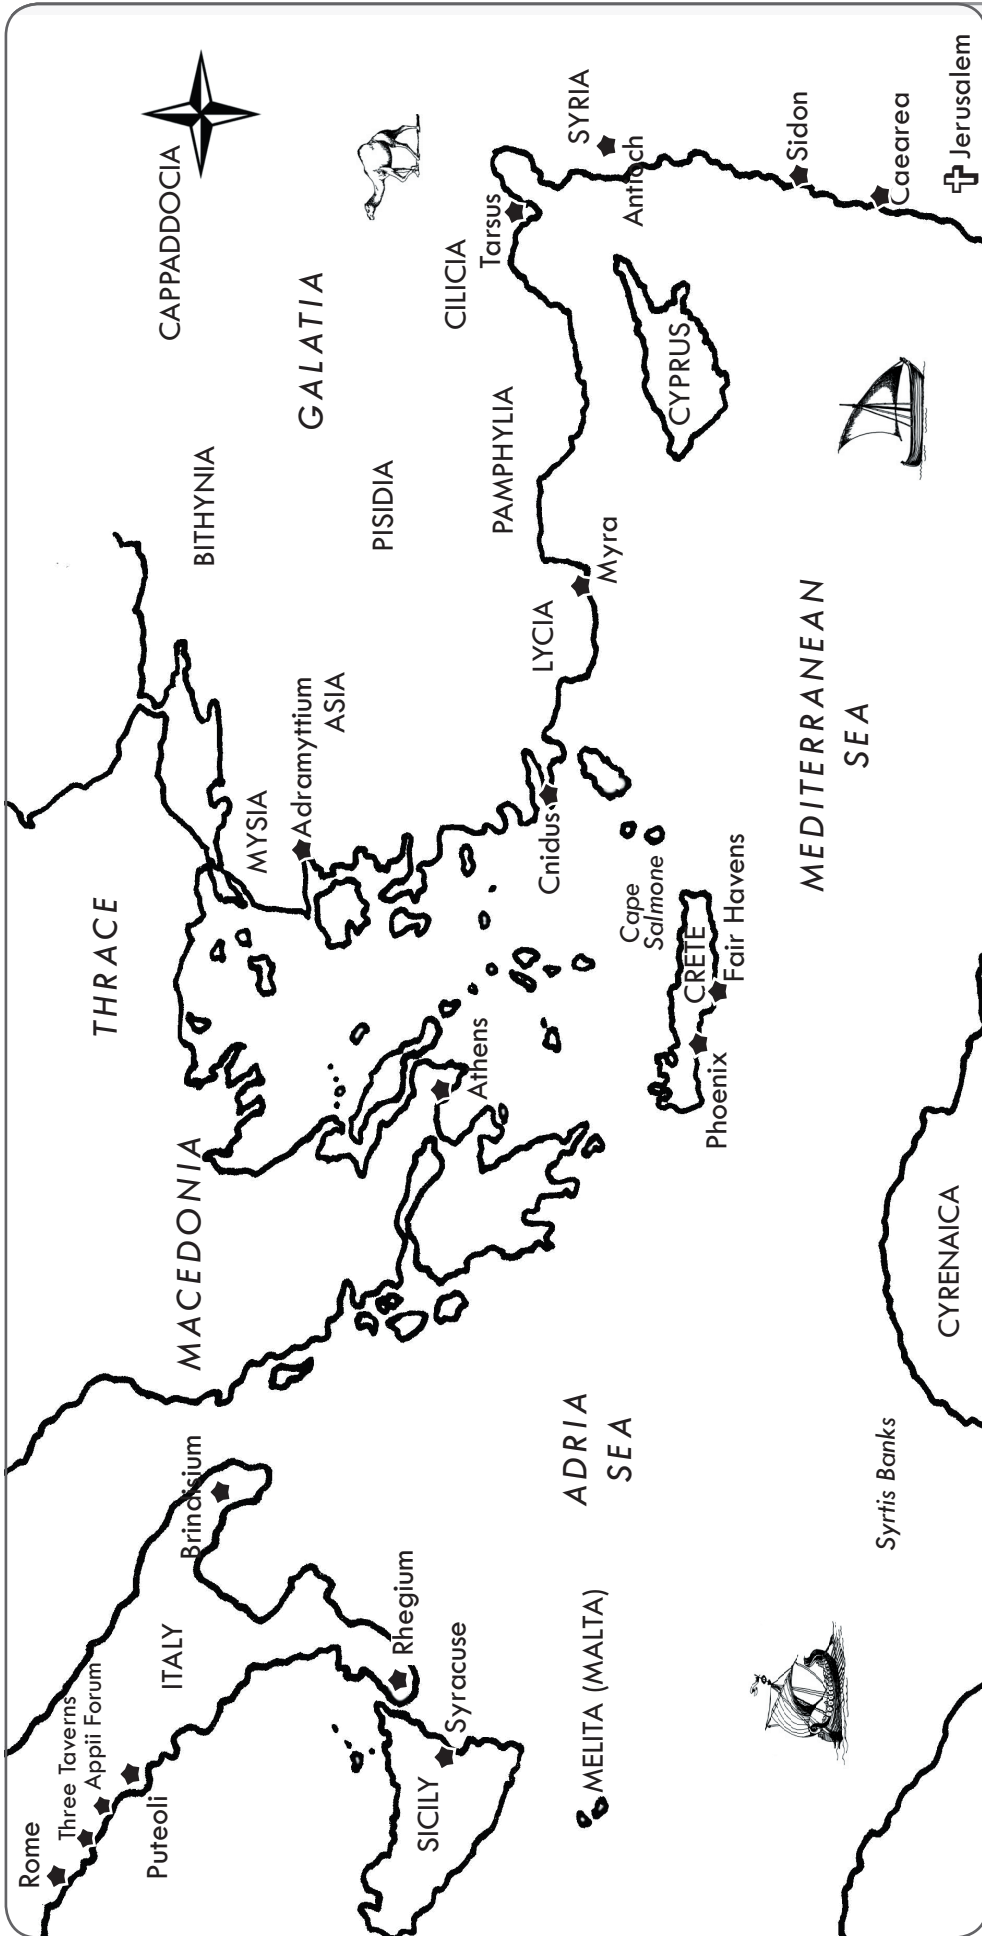 Rome
Three Taverns
Appii Forum
Puteoli
ITALY
Brindisium
MACEDONIA
THRACE
BITHYNIA
CAPPADDOCIA
MYSIA
Adramyttium
ASIA
GALATIA
PISIDIA
CILICIA
Tarsus
SYRIA
Antioch
PAMPHYLIA
LYCIA
Myra
Cnidus
Athens
Rhegium
Syracuse
SICILY
MELITA (MALTA)
ADRIA
SEA
Cape
Salmone
CRETE
Fair Havens
Phoenix
CYPRUS
Sidon
Caearea
Jerusalem
MEDITERRANEAN
SEA
Syrtis Banks
CYRENAICA